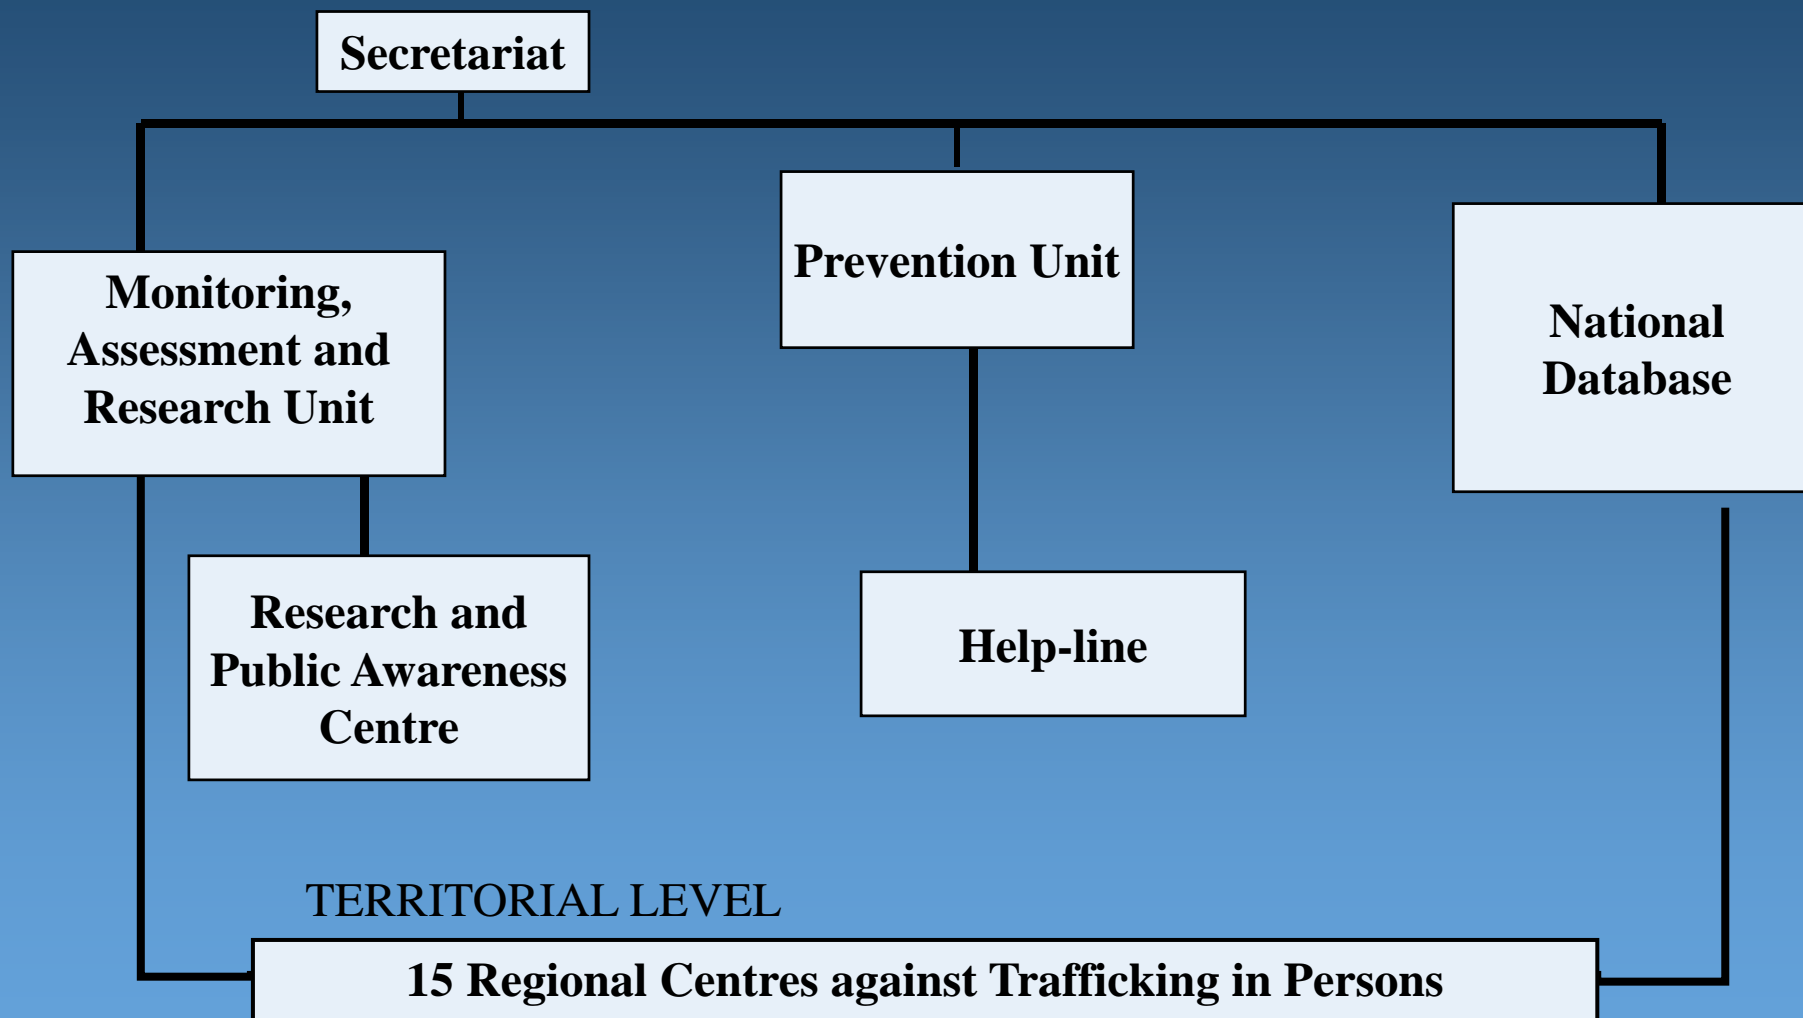 Secretariat
Prevention Unit
Monitoring,
Assessment and
Research Unit
National
Database
Research and
Public Awareness
Centre
Help-line
TERRITORIAL LEVEL
15 Regional Centres against Trafficking in Persons